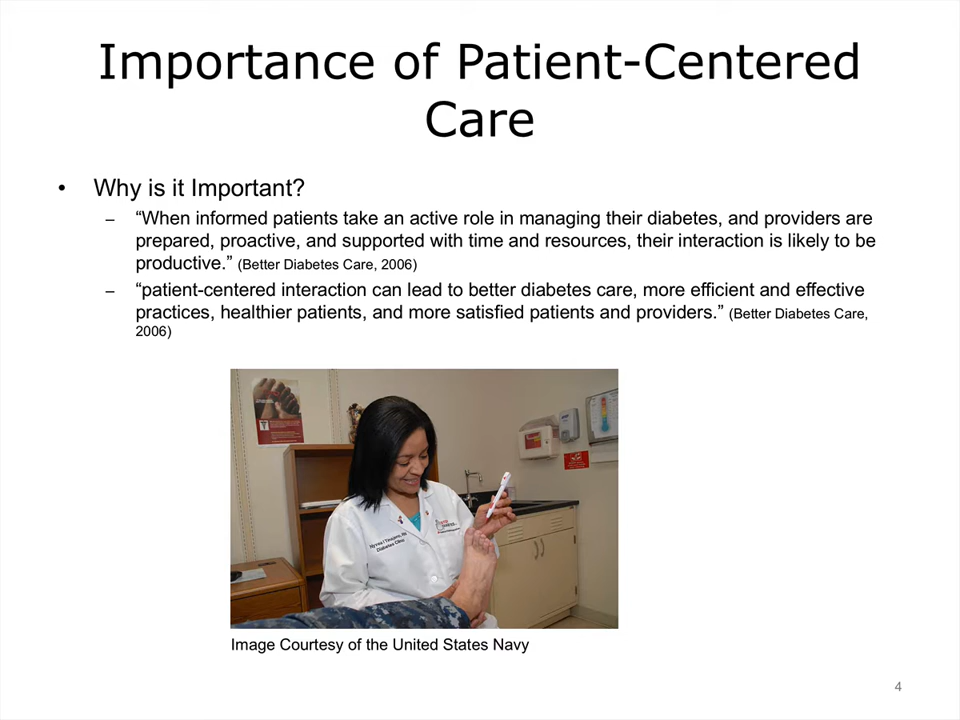 Importance of Patient-Centered
Care
• Why is it Important?
– “When informed patients take an active role in managing their diabetes, and providers are
prepared, proactive, and supported with time and resources, their interaction is likely to be
productive.” (Better Diabetes Care, 2006)
– “patient-centered interaction can lead to better diabetes care, more efficient and effective
practices, healthier patients, and more satisfied patients and providers.” (Better Diabetes Care,
2006)
Diabetes Clinic
Image Courtesy of the United States Navy
4